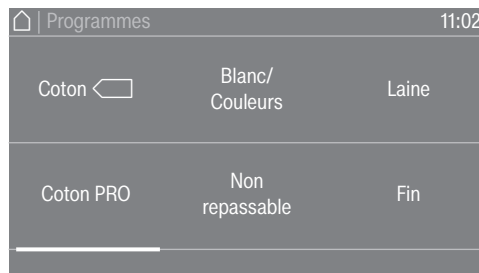 | Programmes 11:02
Coton
Blanc/
Couleurs
Laine
Coton PRO
Non
repassable
Fin